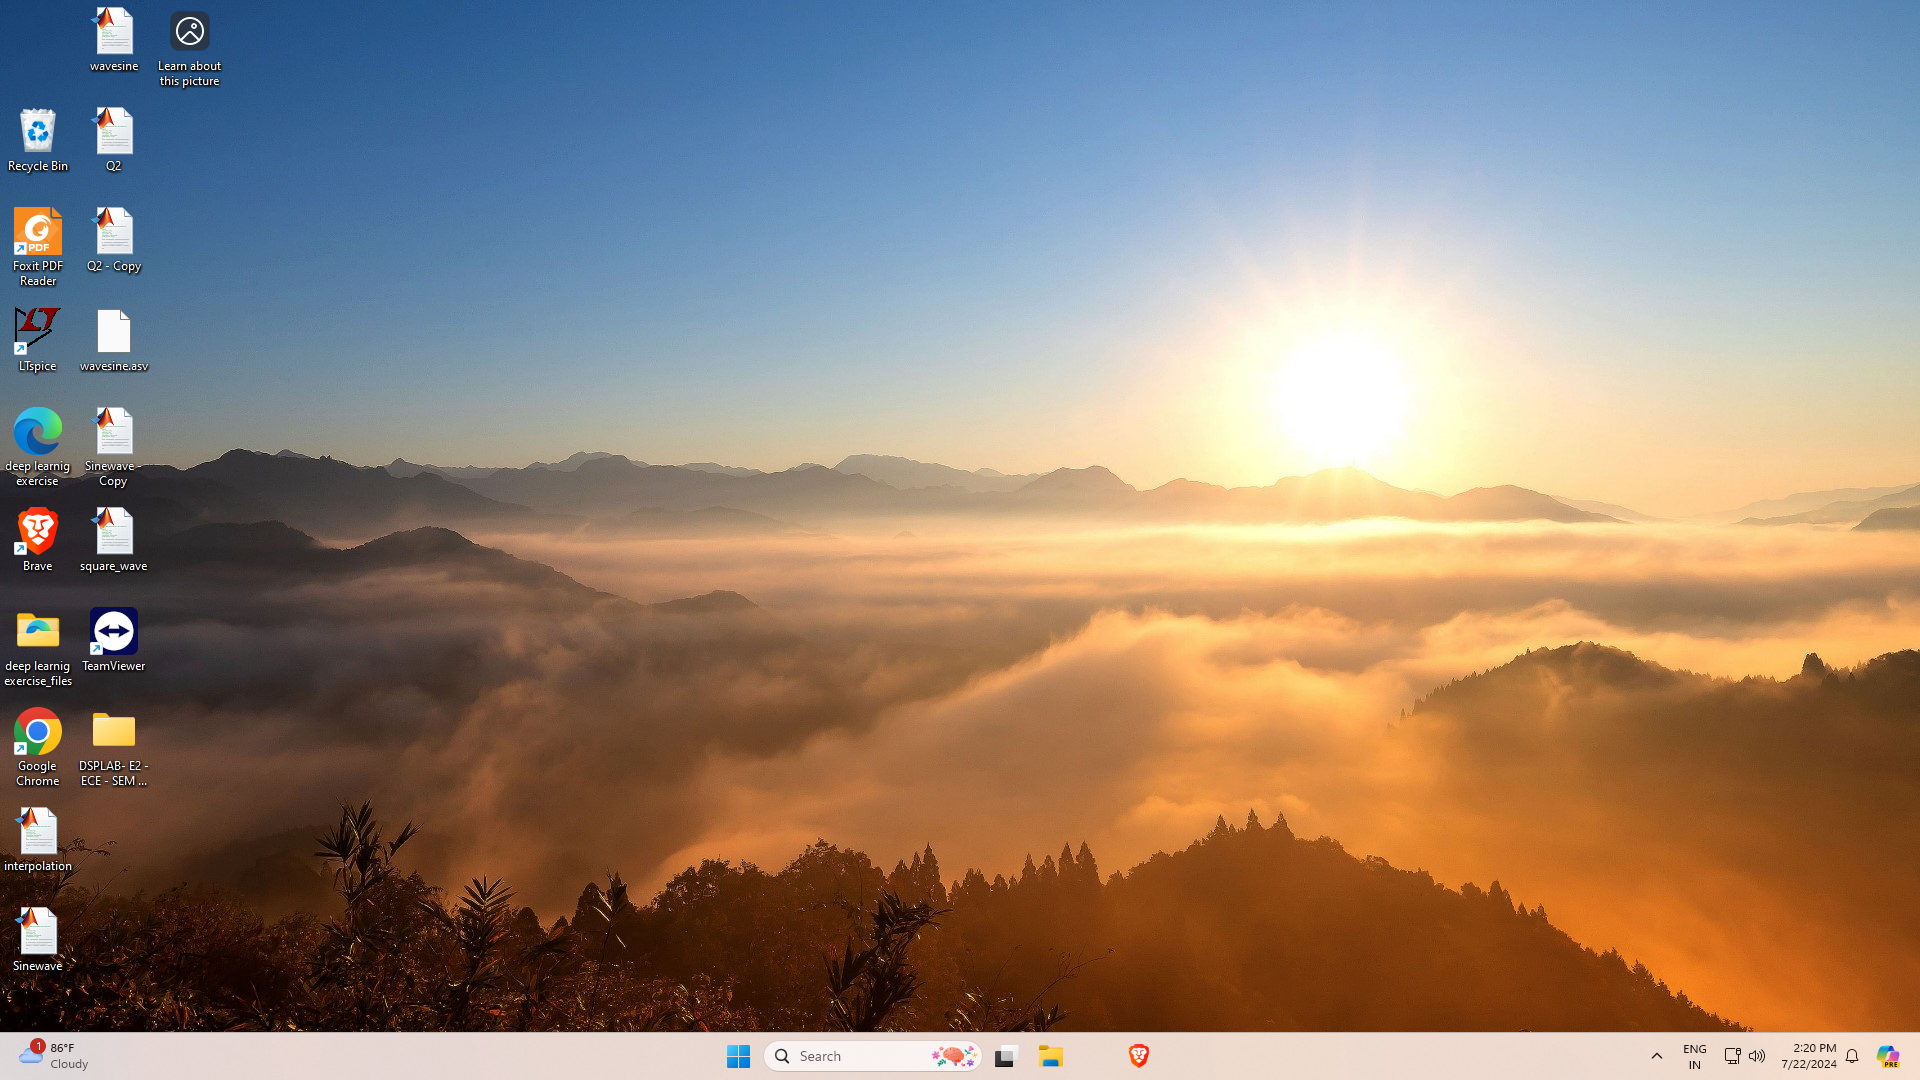 wavesine
Learn about
this picture
Recycle Bin
Q2
PDF
Foxit PDF
Reader
Q2 - Copy
LT
LTspice
wavesine.asv
deep learnig
exercise
Sinewave -
Copy
Brave
square_wave
deep learnig
exercise_files
TeamViewer
Google
Chrome
DSPLAB- E2 -
ECE - SEM ...
interpolation
Sinewave
1
86°F
Cloudy
Search
ENG
IN
2:20 PM
7/22/2024
PRE